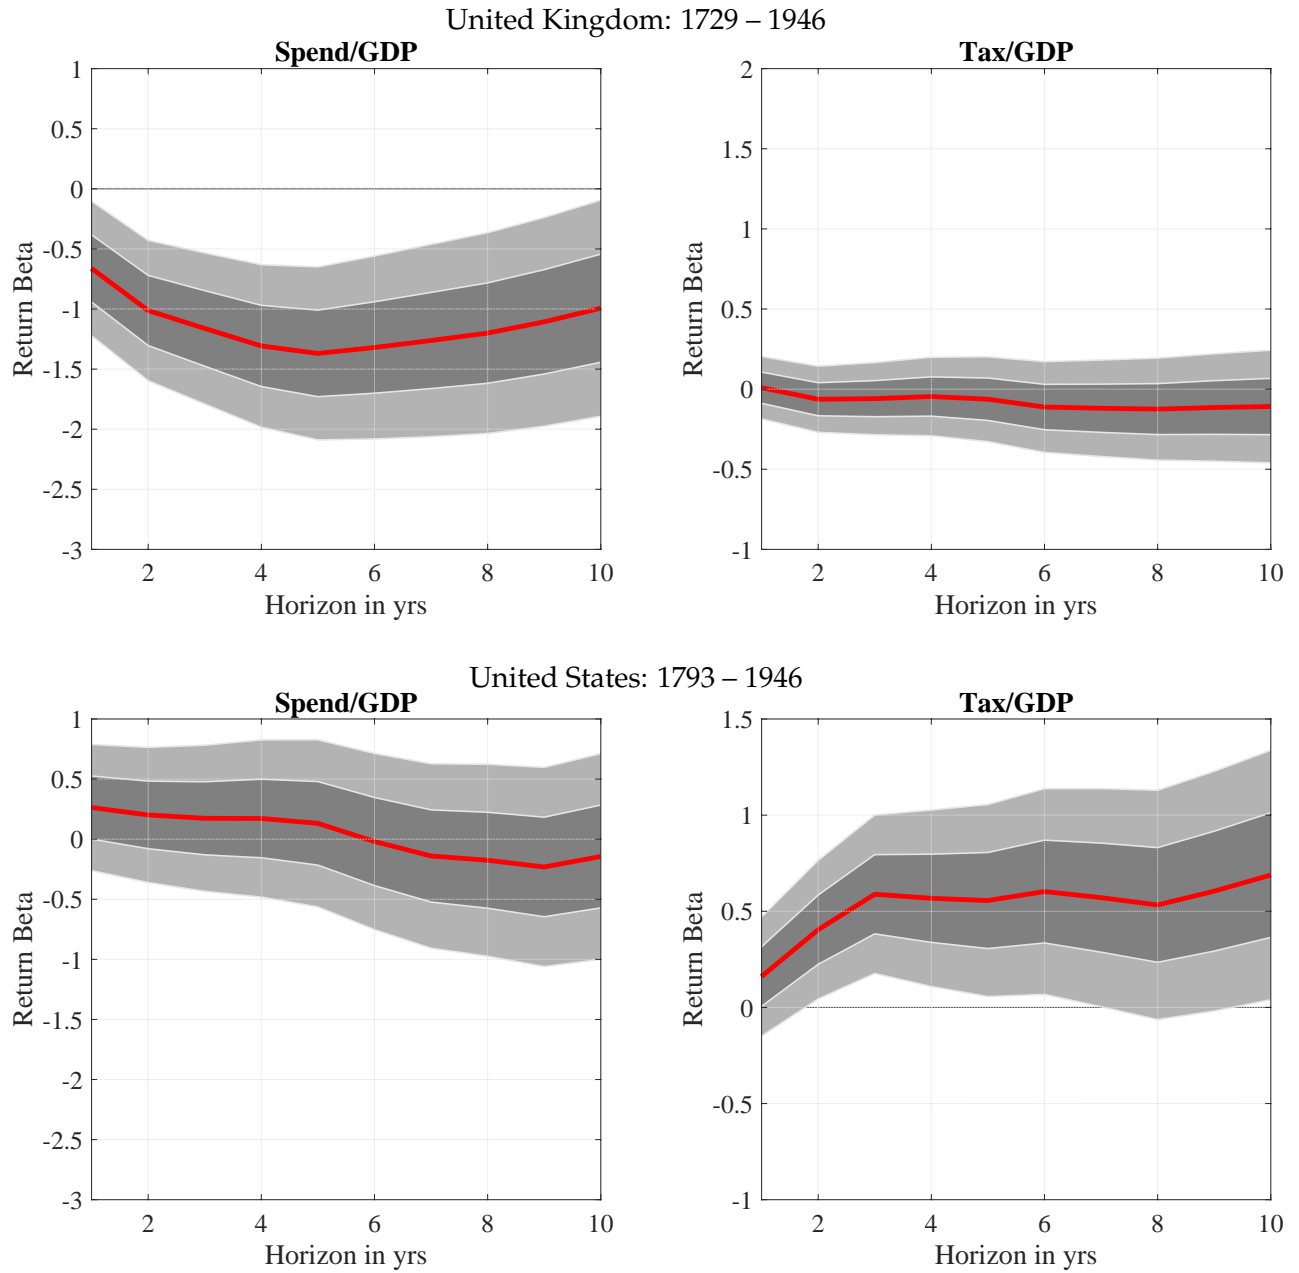 United Kingdom: 1729 – 1946
Spend/GDP
1
0.5
0
-0.5
-1
-1.5
-2
-2.5
-3
Return Beta
2 4 6 8 10
Horizon in yrs
Tax/GDP
2
1.5
1
0.5
0
-0.5
-1
Return Beta
2 4 6 8 10
Horizon in yrs
United States: 1793 – 1946
Spend/GDP
1
0.5
0
-0.5
-1
-1.5
-2
-2.5
-3
Return Beta
2 4 6 8 10
Horizon in yrs
Tax/GDP
1.5
1
0.5
0
-0.5
-1
Return Beta
2 4 6 8 10
Horizon in yrs